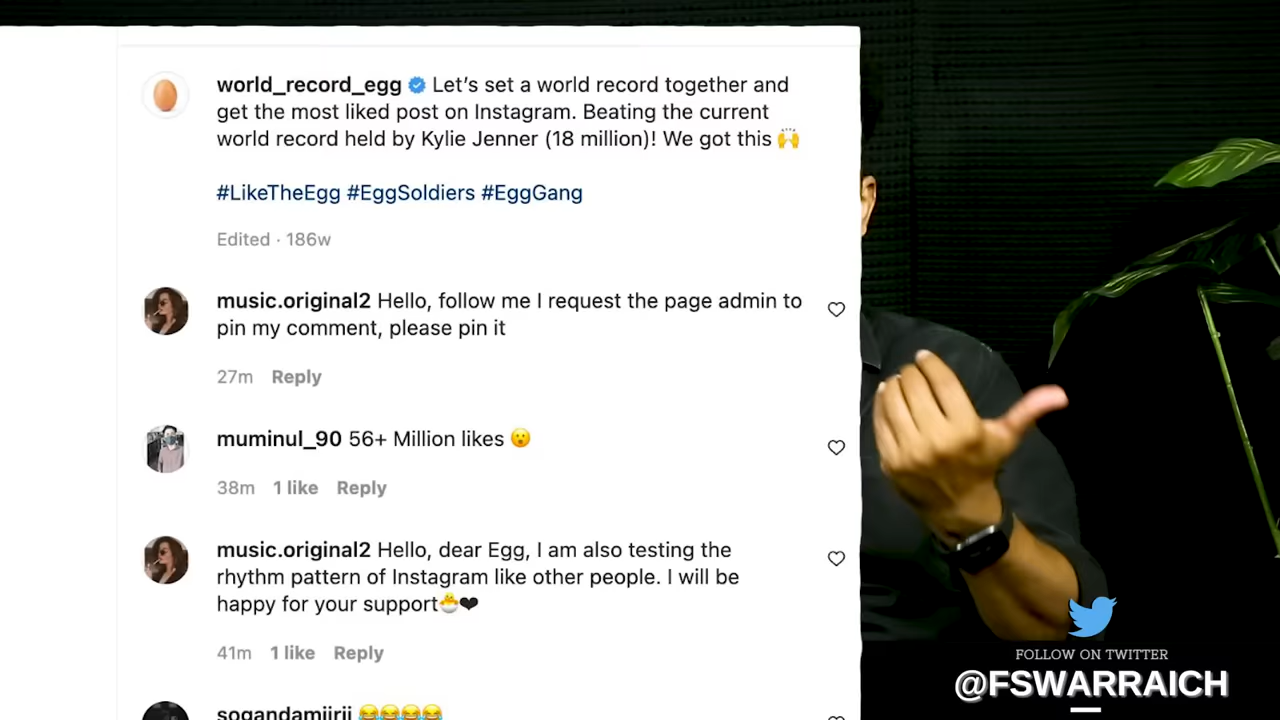 world_record_egg Let’s set a world record together and
get the most liked post on Instagram. Beating the current
world record held by Kylie Jenner (18 million)! We got this 🙌
#LikeTheEgg #EggSoldiers #EggGang
Edited · 186w
music.original2 Hello, follow me I request the page admin to
pin my comment, please pin it
27m Reply
muminul_90 56+ Million likes 😮
38m 1 like Reply
music.original2 Hello, dear Egg, I am also testing the
rhythm pattern of Instagram like other people. I will be
happy for your support🐣❤
41m 1 like Reply
sogandamiirii 😂😂😂😂
FOLLOW ON TWITTER
@FSWARRAICH